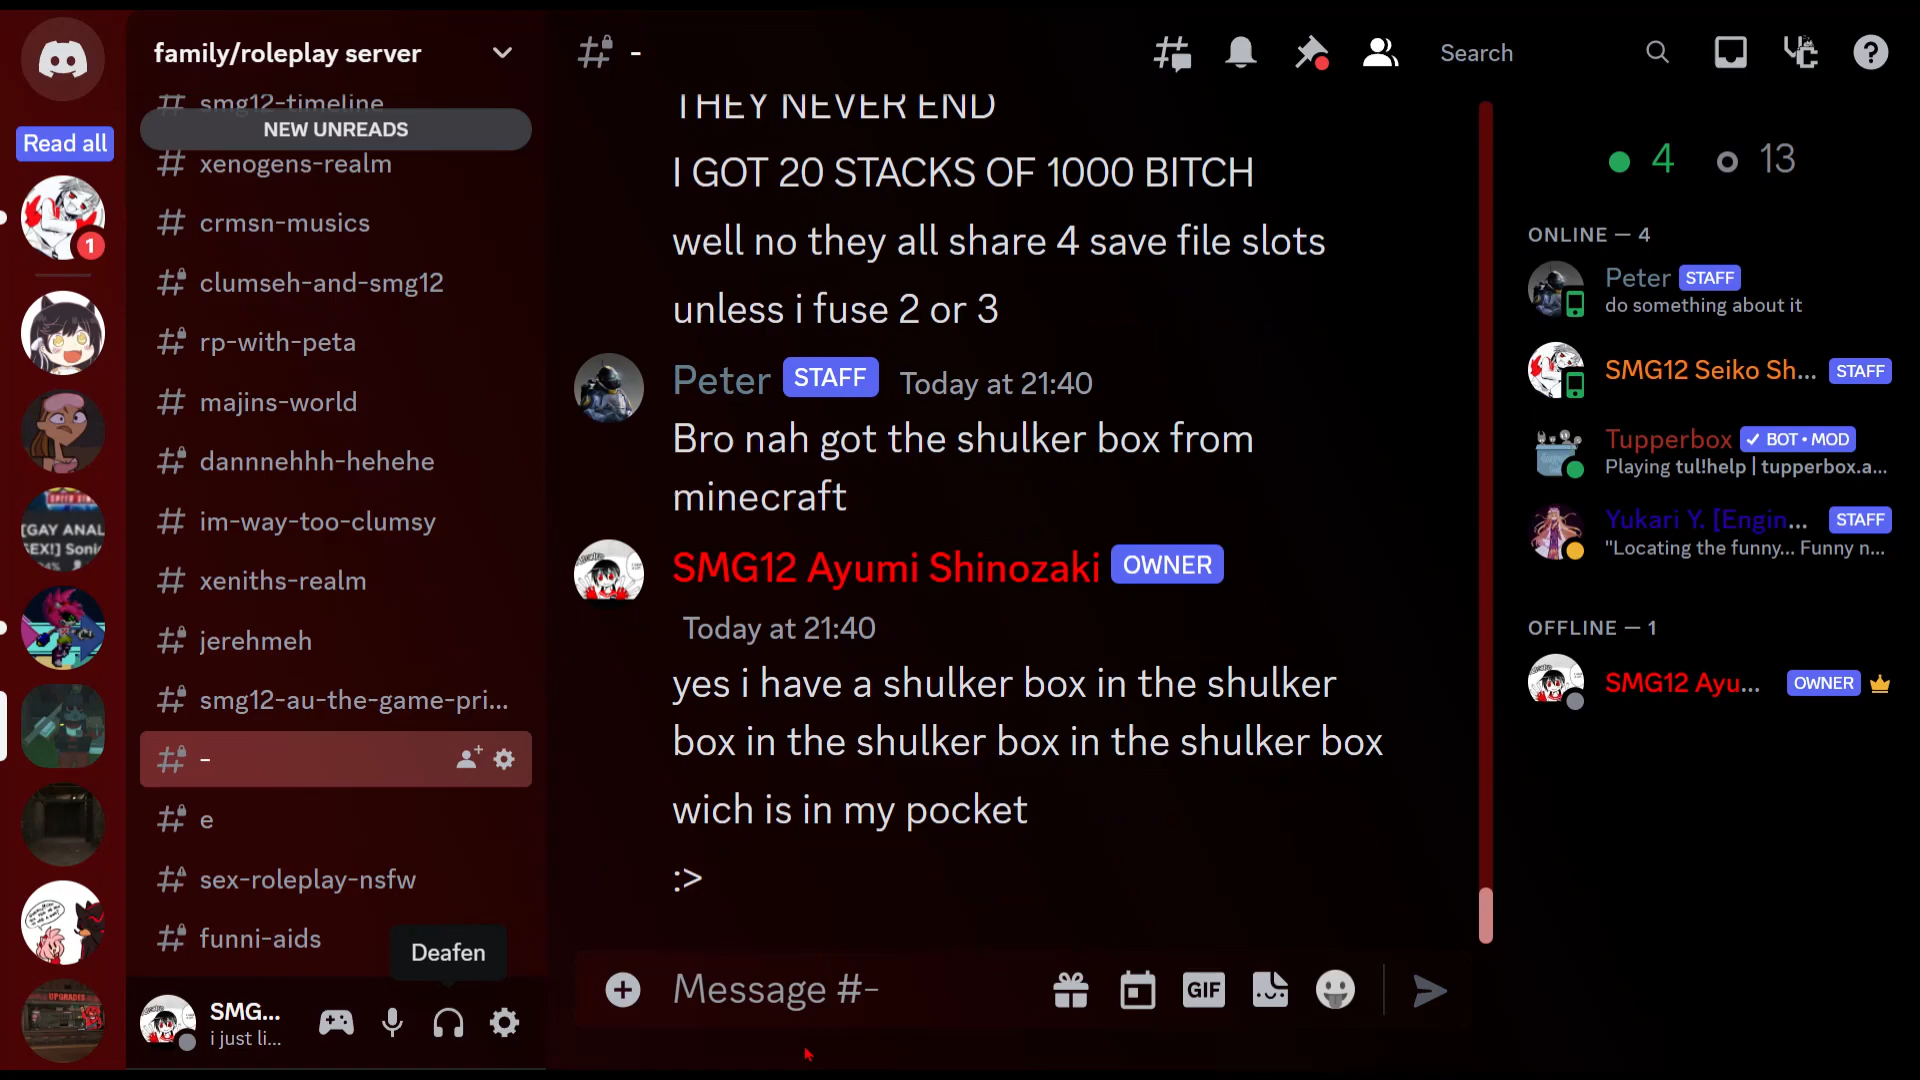 family/roleplay server
smg12-timeline
NEW UNREADS
xenogens-realm
crmsn-musics
clumseh-and-smg12
rp-with-peta
majins-world
dannnehhh-hehehe
im-way-too-clumsy
xeniths-realm
jerehmeh
smg12-au-the-game-pri...
-
e
sex-roleplay-nsfw
funni-aids
Deafen
SMG...
i just li...
Read all
1
[GAY ANAL
SEX!] Soni
UPGRADES
-
Search
THEY NEVER END
I GOT 20 STACKS OF 1000 BITCH
well no they all share 4 save file slots
unless i fuse 2 or 3
Peter STAFF Today at 21:40
Bro nah got the shulker box from
minecraft
SMG12 Ayumi Shinozaki OWNER
Today at 21:40
yes i have a shulker box in the shulker
box in the shulker box in the shulker box
wich is in my pocket
:>
Message #-
GIF
4 13
ONLINE — 4
Peter STAFF
do something about it
SMG12 Seiko Sh... STAFF
Tupperbox ✓ BOT • MOD
Playing tul!help | tupperbox.a...
Yukari Y. [Engin... STAFF
"Locating the funny... Funny n...
OFFLINE — 1
SMG12 Ayu... OWNER